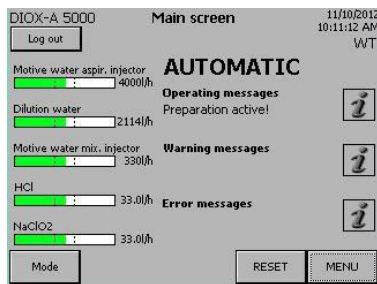 DIOX-A 5000 Main screen 11/10/2012
10:11:12 AM
Log out WT
Motive water aspir. injector
4000l/h
AUTOMATIC
Operating messages
Preparation active!
Dilution water
2114l/h
Motive water mix. injector
330l/h
Warning messages
HCl
33.0l/h
Error messages
NaClO2
33.0l/h
Mode RESET MENU